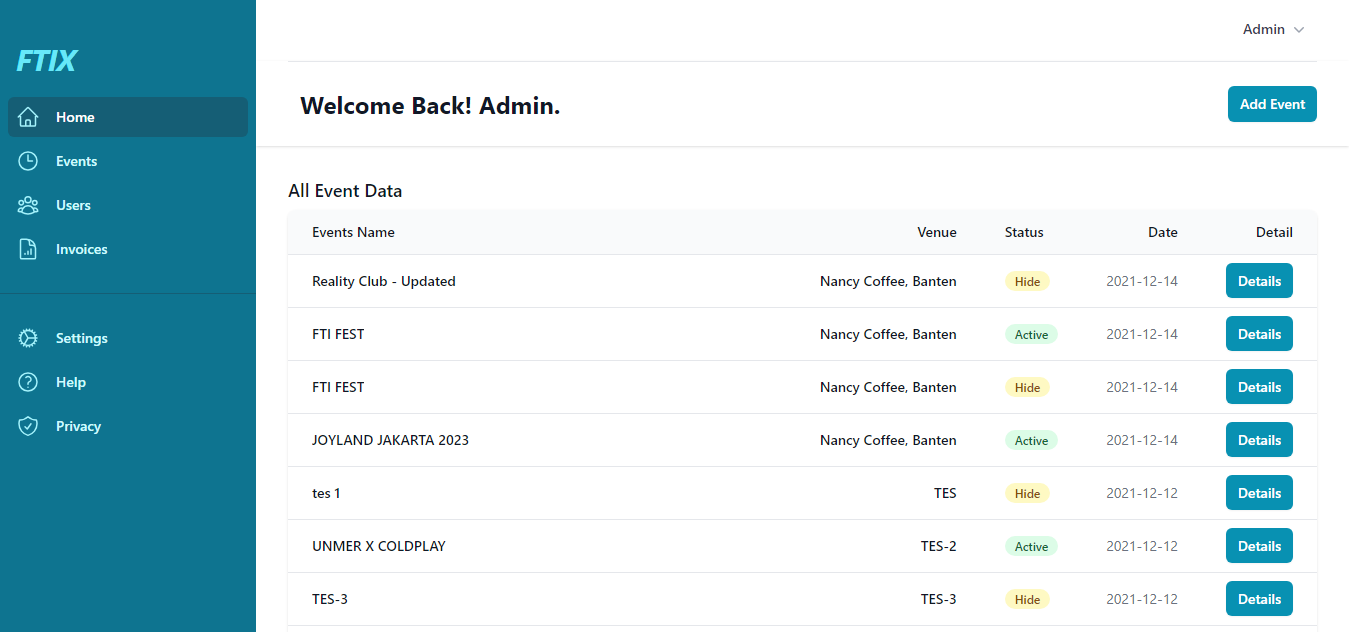 Admin
FTIX
Welcome Back! Admin.
Add Event
Home
Events
Users
Invoices
Settings
Help
Privacy
All Event Data
Events Name Venue Status Date Detail
Reality Club - Updated Nancy Coffee, Banten Hide 2021-12-14 Details
FTI FEST Nancy Coffee, Banten Active 2021-12-14 Details
FTI FEST Nancy Coffee, Banten Hide 2021-12-14 Details
JOYLAND JAKARTA 2023 Nancy Coffee, Banten Active 2021-12-14 Details
tes 1 TES Hide 2021-12-12 Details
UNMER X COLDPLAY TES-2 Active 2021-12-12 Details
TES-3 TES-3 Hide 2021-12-12 Details